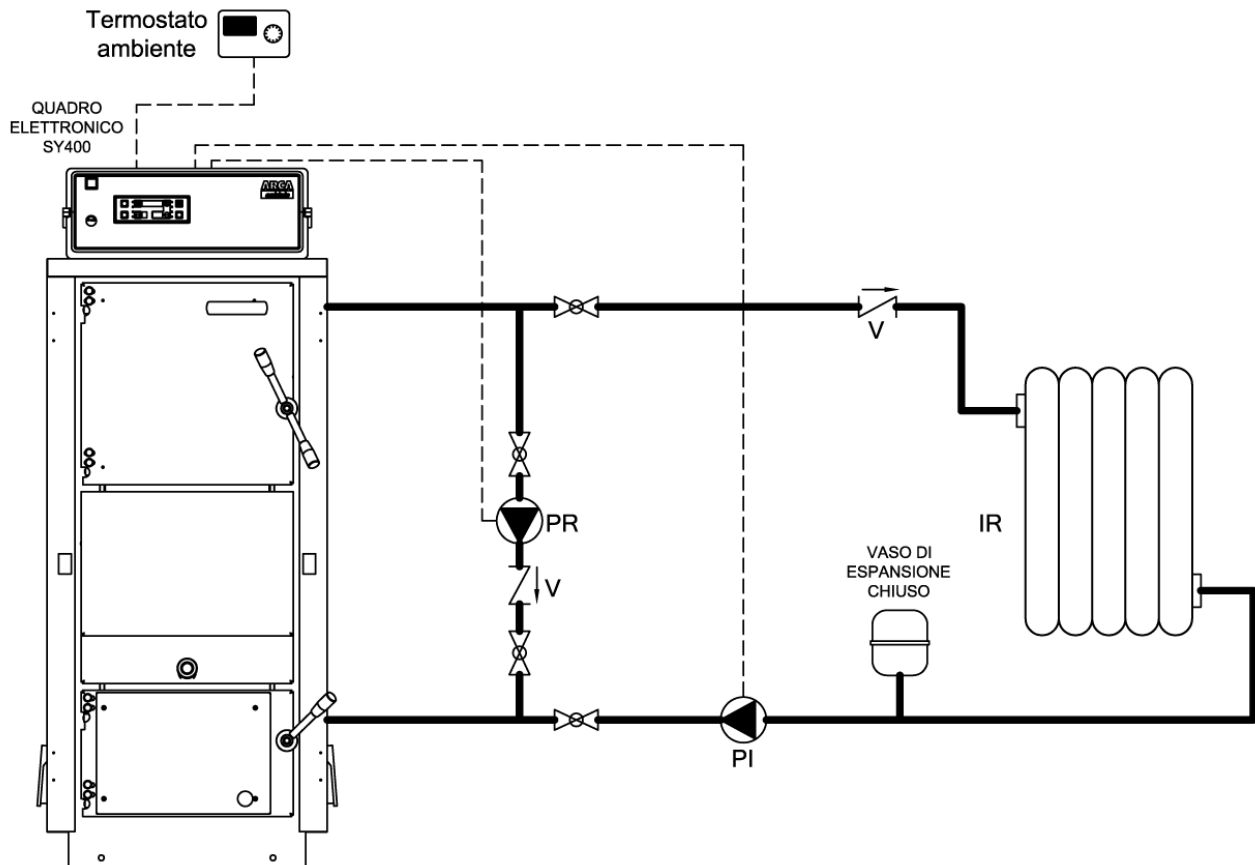 Termostato
ambiente
QUADRO
ELETTRONICO
SY400
ARCA
V
PR
IR
V
VASO DI
ESPANSIONE
CHIUSO
PI